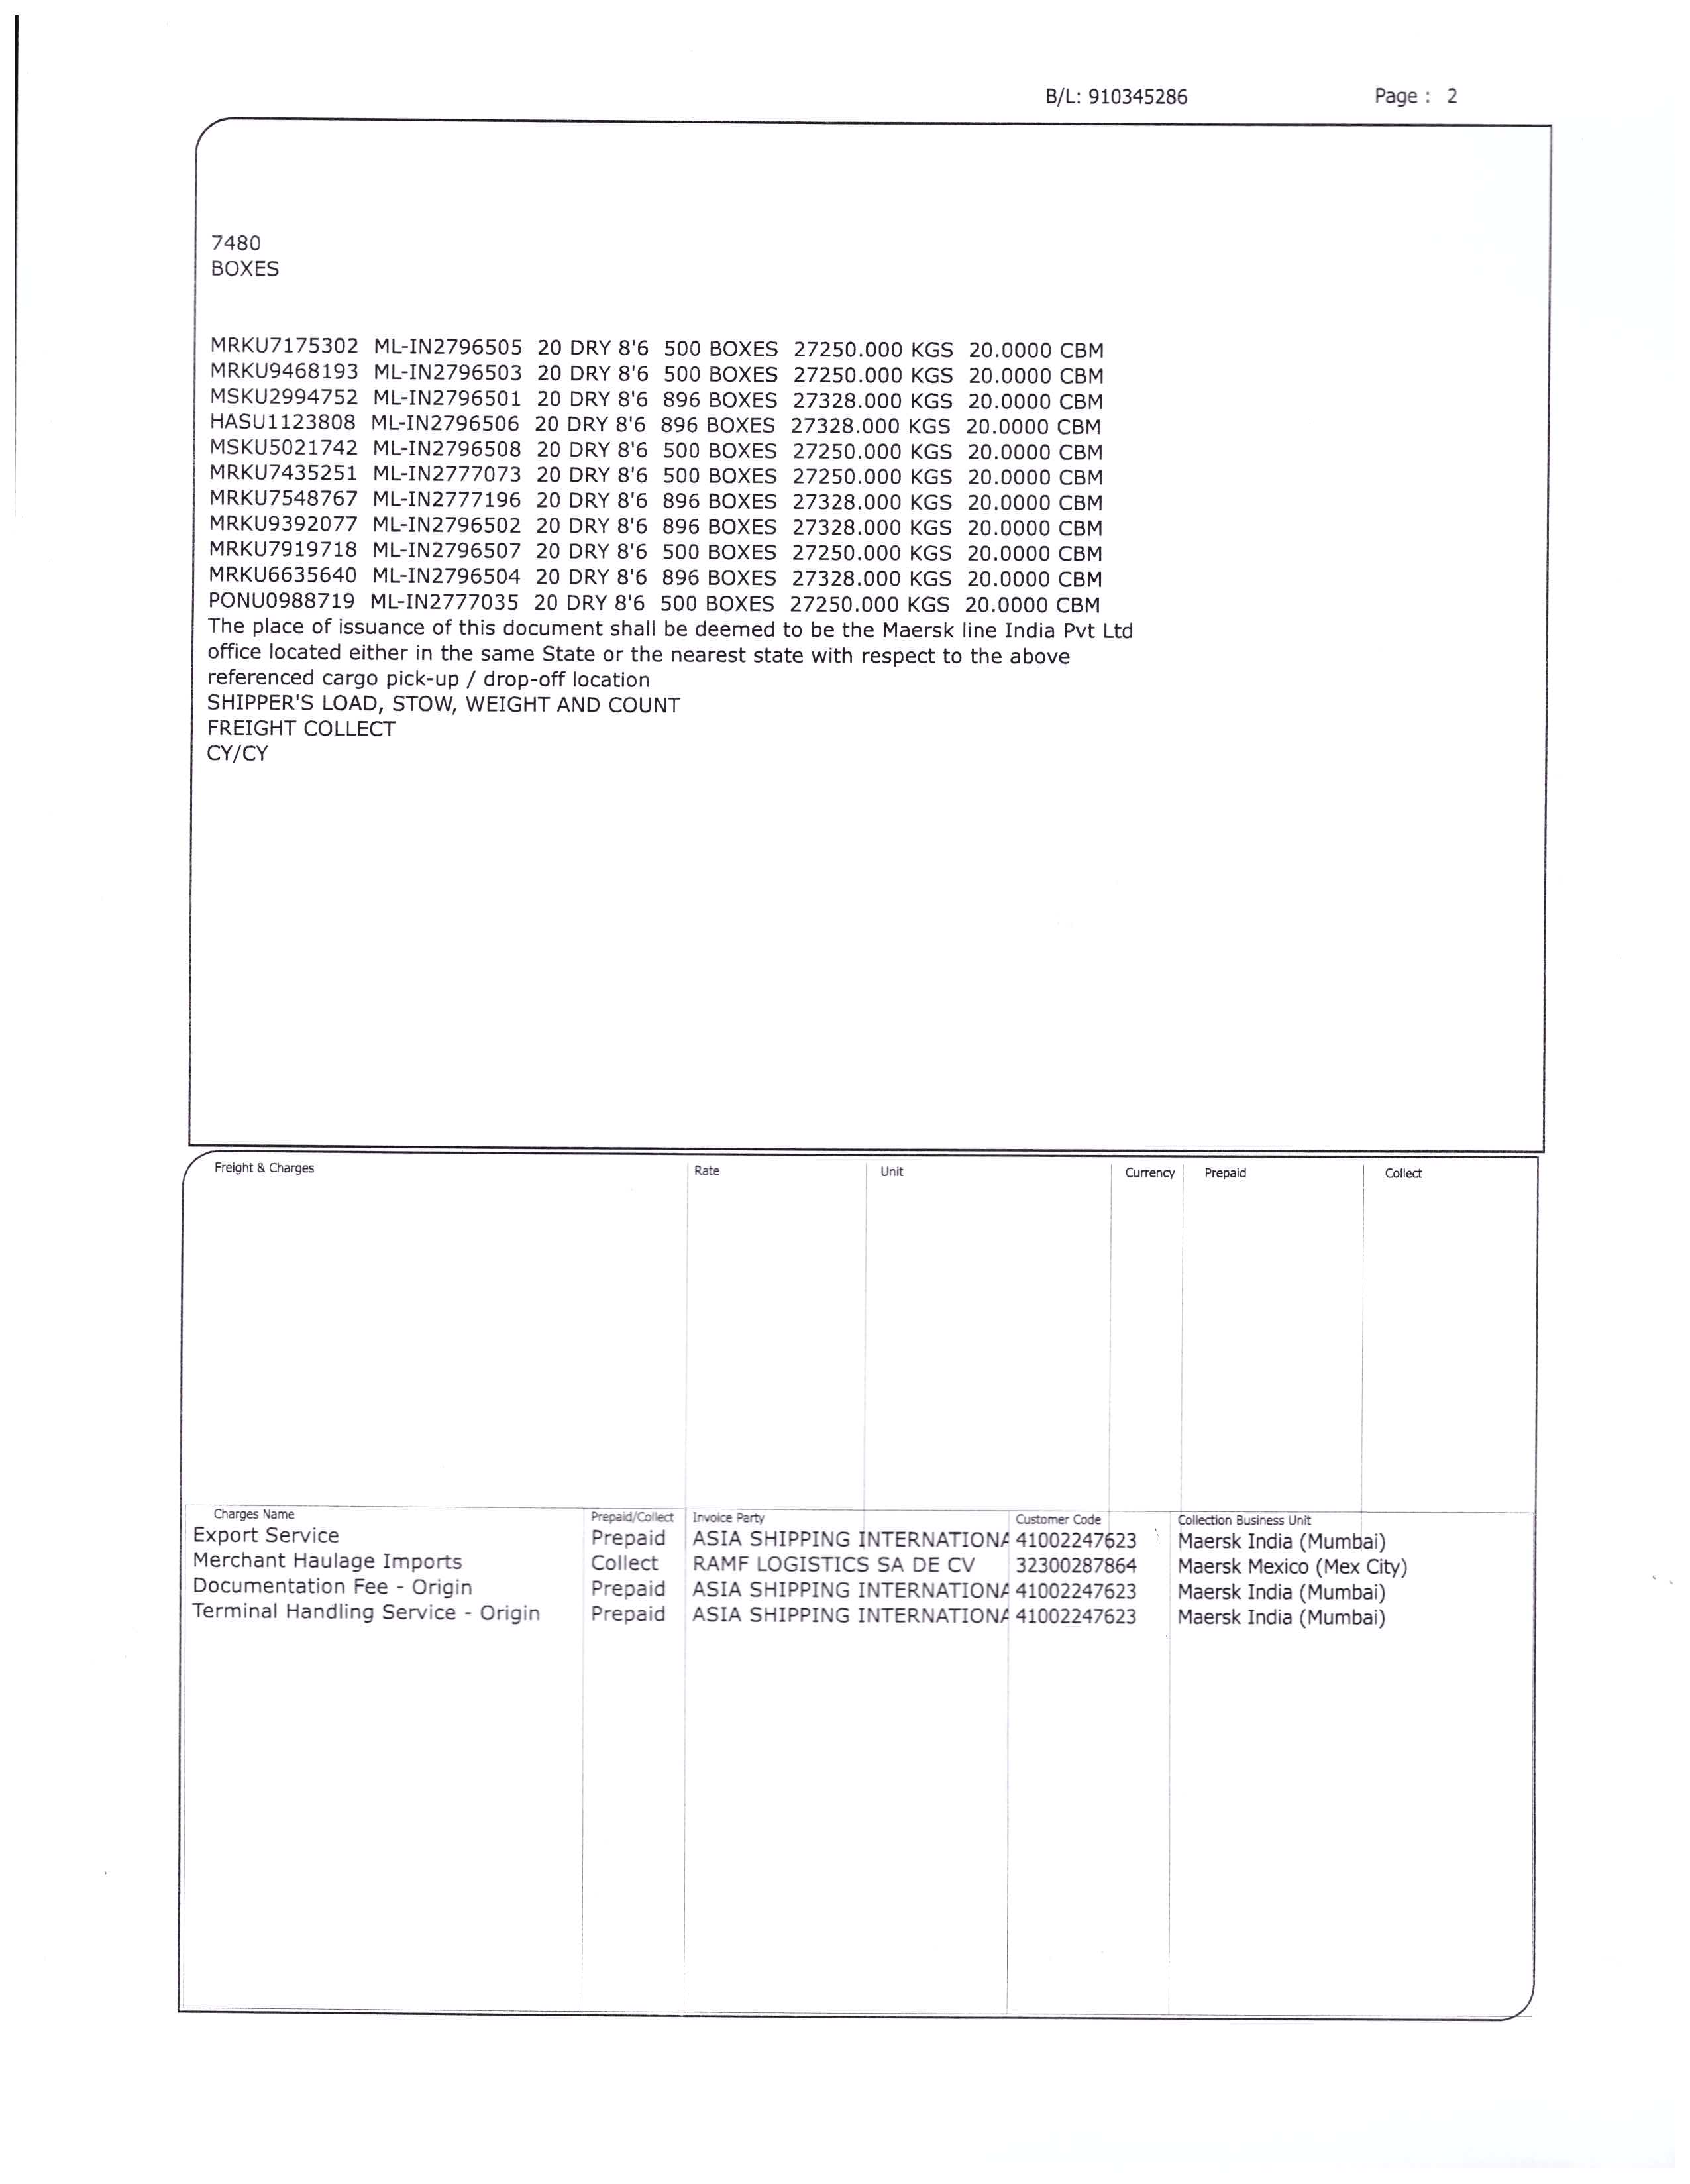 B/L: 910345286 Page : 2
7480
BOXES
MRKU7175302 ML-IN2796505 20 DRY 8'6 500 BOXES 27250.000 KGS 20.0000 CBM
MRKU9468193 ML-IN2796503 20 DRY 8'6 500 BOXES 27250.000 KGS 20.0000 CBM
MSKU2994752 ML-IN2796501 20 DRY 8'6 896 BOXES 27328.000 KGS 20.0000 CBM
HASU1123808 ML-IN2796506 20 DRY 8'6 896 BOXES 27328.000 KGS 20.0000 CBM
MSKU5021742 ML-IN2796508 20 DRY 8'6 500 BOXES 27250.000 KGS 20.0000 CBM
MRKU7435251 ML-IN2777073 20 DRY 8'6 500 BOXES 27250.000 KGS 20.0000 CBM
MRKU7548767 ML-IN2777196 20 DRY 8'6 896 BOXES 27328.000 KGS 20.0000 CBM
MRKU9392077 ML-IN2796502 20 DRY 8'6 896 BOXES 27328.000 KGS 20.0000 CBM
MRKU7919718 ML-IN2796507 20 DRY 8'6 500 BOXES 27250.000 KGS 20.0000 CBM
MRKU6635640 ML-IN2796504 20 DRY 8'6 896 BOXES 27328.000 KGS 20.0000 CBM
PONU0988719 ML-IN2777035 20 DRY 8'6 500 BOXES 27250.000 KGS 20.0000 CBM
The place of issuance of this document shall be deemed to be the Maersk line India Pvt Ltd
office located either in the same State or the nearest state with respect to the above
referenced cargo pick-up / drop-off location
SHIPPER'S LOAD, STOW, WEIGHT AND COUNT
FREIGHT COLLECT
CY/CY
Freight & Charges Rate Unit Currency Prepaid Collect
Charges Name Prepaid/Collect Invoice Party Customer Code Collection Business Unit
Export Service Prepaid ASIA SHIPPING INTERNATIONA 41002247623 Maersk India (Mumbai)
Merchant Haulage Imports Collect RAMF LOGISTICS SA DE CV 32300287864 Maersk Mexico (Mex City)
Documentation Fee - Origin Prepaid ASIA SHIPPING INTERNATIONA 41002247623 Maersk India (Mumbai)
Terminal Handling Service - Origin Prepaid ASIA SHIPPING INTERNATIONA 41002247623 Maersk India (Mumbai)